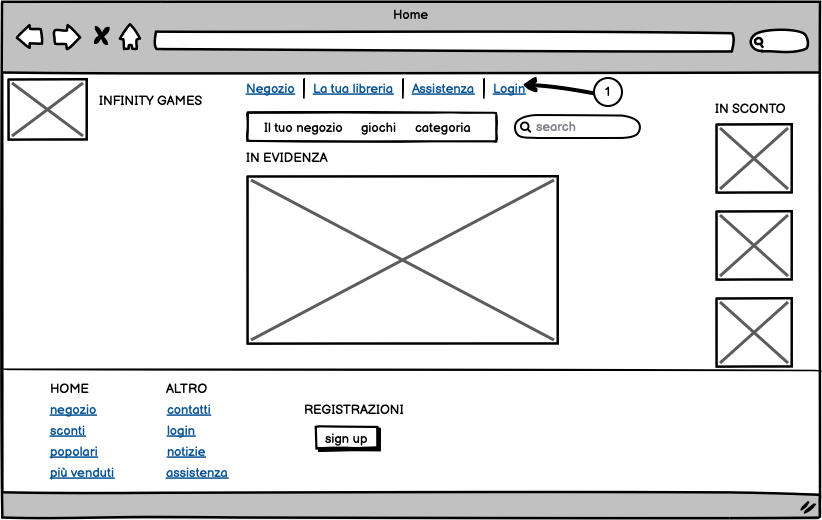 Home
INFINITY GAMES
Negozio La tua libreria Assistenza Login
1
Il tuo negozio giochi categoria
search
IN EVIDENZA
IN SCONTO
HOME
negozio
sconti
popolari
più venduti
ALTRO
contatti
login
notizie
assistenza
REGISTRAZIONI
sign up